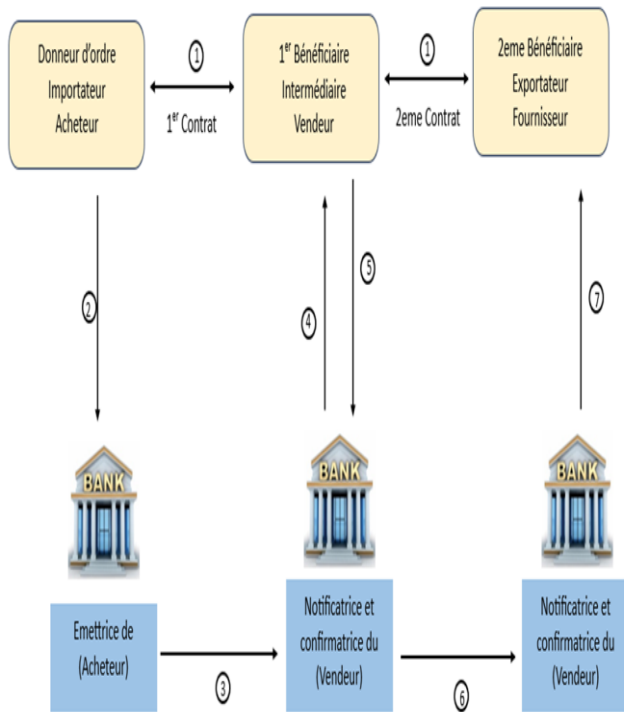 Donneur d'ordre
Importateur
Acheteur
①
1er Contrat
1er Bénéficiaire
Intermédiaire
Vendeur
①
2eme Contrat
2eme Bénéficiaire
Exportateur
Fournisseur
②
④
⑤
⑦
BANK
BANK
BANK
Emettrice de
(Acheteur)
③
Notificatrice et
confirmatrice du
(Vendeur)
⑥
Notificatrice et
confirmatrice du
(Vendeur)